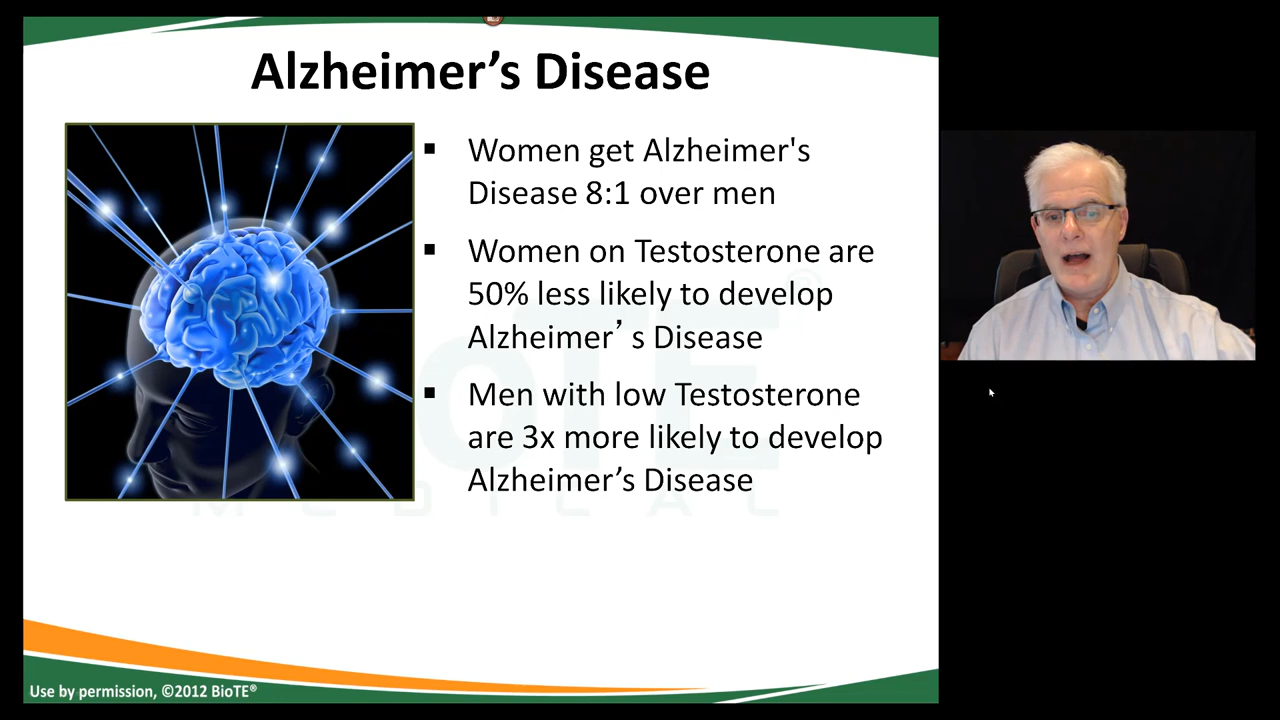 Alzheimer’s Disease
▪ Women get Alzheimer's
Disease 8:1 over men
▪ Women on Testosterone are
50% less likely to develop
Alzheimer’ s Disease
▪ Men with low Testosterone
are 3x more likely to develop
Alzheimer’s Disease
BioTE®
MEDICAL
Use by permission, ©2012 BioTE®